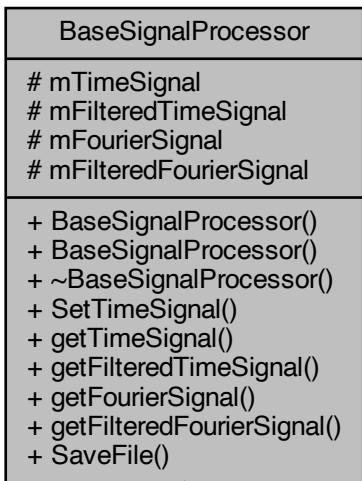 BaseSignalProcessor
# mTimeSignal
# mFilteredTimeSignal
# mFourierSignal
# mFilteredFourierSignal
+ BaseSignalProcessor()
+ BaseSignalProcessor()
+ ~BaseSignalProcessor()
+ SetTimeSignal()
+ getTimeSignal()
+ getFilteredTimeSignal()
+ getFourierSignal()
+ getFilteredFourierSignal()
+ SaveFile()